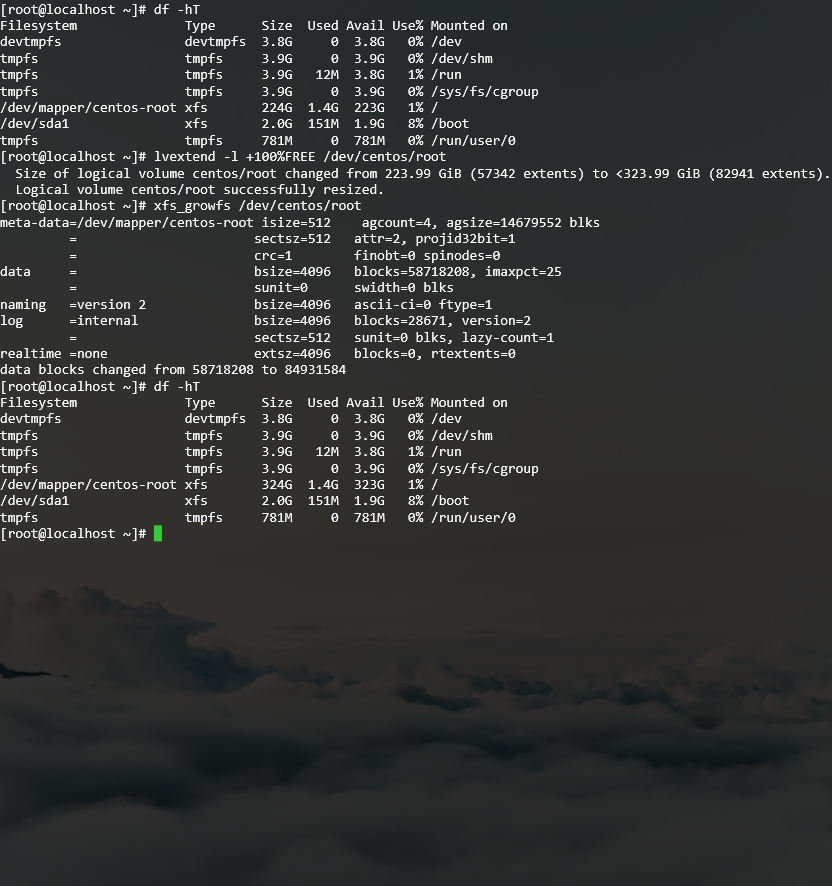 [root@localhost ~]# df -hT
Filesystem              Type      Size  Used Avail Use% Mounted on
devtmpfs                devtmpfs  3.8G     0  3.8G   0% /dev
tmpfs                   tmpfs     3.9G     0  3.9G   0% /dev/shm
tmpfs                   tmpfs     3.9G   12M  3.8G   1% /run
tmpfs                   tmpfs     3.9G     0  3.9G   0% /sys/fs/cgroup
/dev/mapper/centos-root xfs       224G  1.4G  223G   1% /
/dev/sda1               xfs       2.0G  151M  1.9G   8% /boot
tmpfs                   tmpfs     781M     0  781M   0% /run/user/0
[root@localhost ~]# lvextend -l +100%FREE /dev/centos/root
  Size of logical volume centos/root changed from 223.99 GiB (57342 extents) to <323.99 GiB (82941 extents).
  Logical volume centos/root successfully resized.
[root@localhost ~]# xfs_growfs /dev/centos/root
meta-data=/dev/mapper/centos-root isize=512    agcount=4, agsize=14679552 blks
         =                       sectsz=512   attr=2, projid32bit=1
         =                       crc=1        finobt=0 spinodes=0
data     =                       bsize=4096   blocks=58718208, imaxpct=25
         =                       sunit=0      swidth=0 blks
naming   =version 2              bsize=4096   ascii-ci=0 ftype=1
log      =internal               bsize=4096   blocks=28671, version=2
         =                       sectsz=512   sunit=0 blks, lazy-count=1
realtime =none                   extsz=4096   blocks=0, rtextents=0
data blocks changed from 58718208 to 84931584
[root@localhost ~]# df -hT
Filesystem              Type      Size  Used Avail Use% Mounted on
devtmpfs                devtmpfs  3.8G     0  3.8G   0% /dev
tmpfs                   tmpfs     3.9G     0  3.9G   0% /dev/shm
tmpfs                   tmpfs     3.9G   12M  3.8G   1% /run
tmpfs                   tmpfs     3.9G     0  3.9G   0% /sys/fs/cgroup
/dev/mapper/centos-root xfs       324G  1.4G  323G   1% /
/dev/sda1               xfs       2.0G  151M  1.9G   8% /boot
tmpfs                   tmpfs     781M     0  781M   0% /run/user/0
[root@localhost ~]#